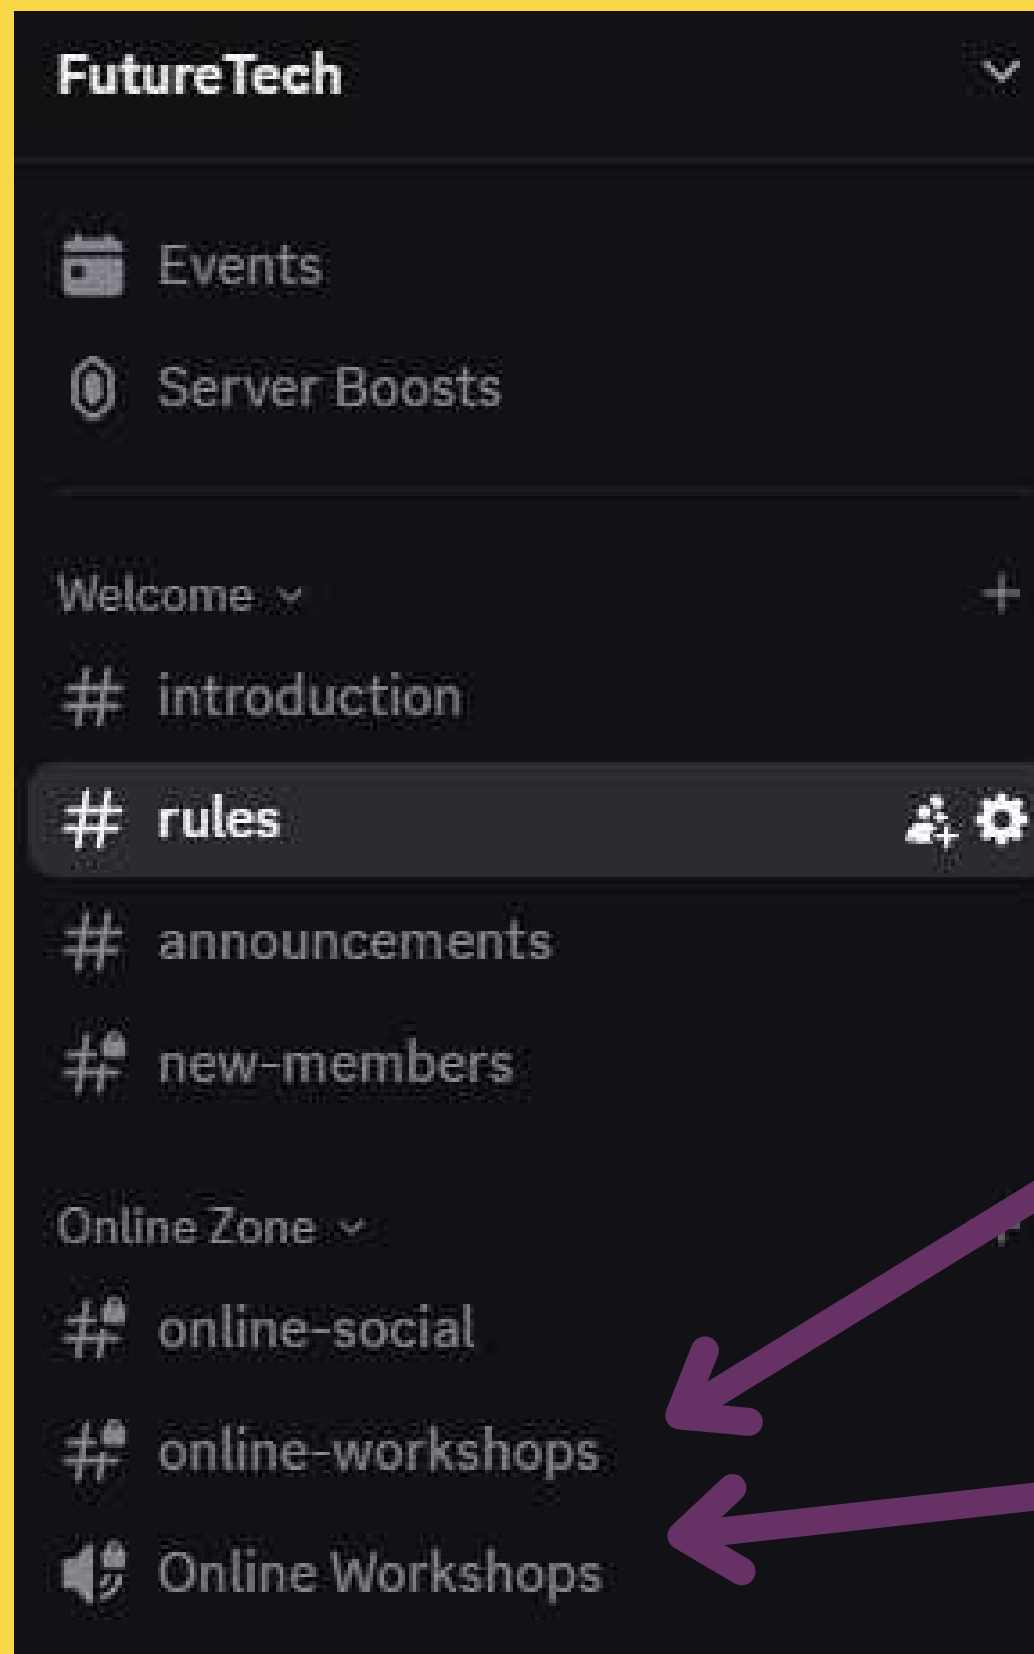 FutureTech
Events
Server Boosts
Welcome
# introduction
# rules
# announcements
# new-members
Online Zone
# online-social
# online-workshops
Online Workshops